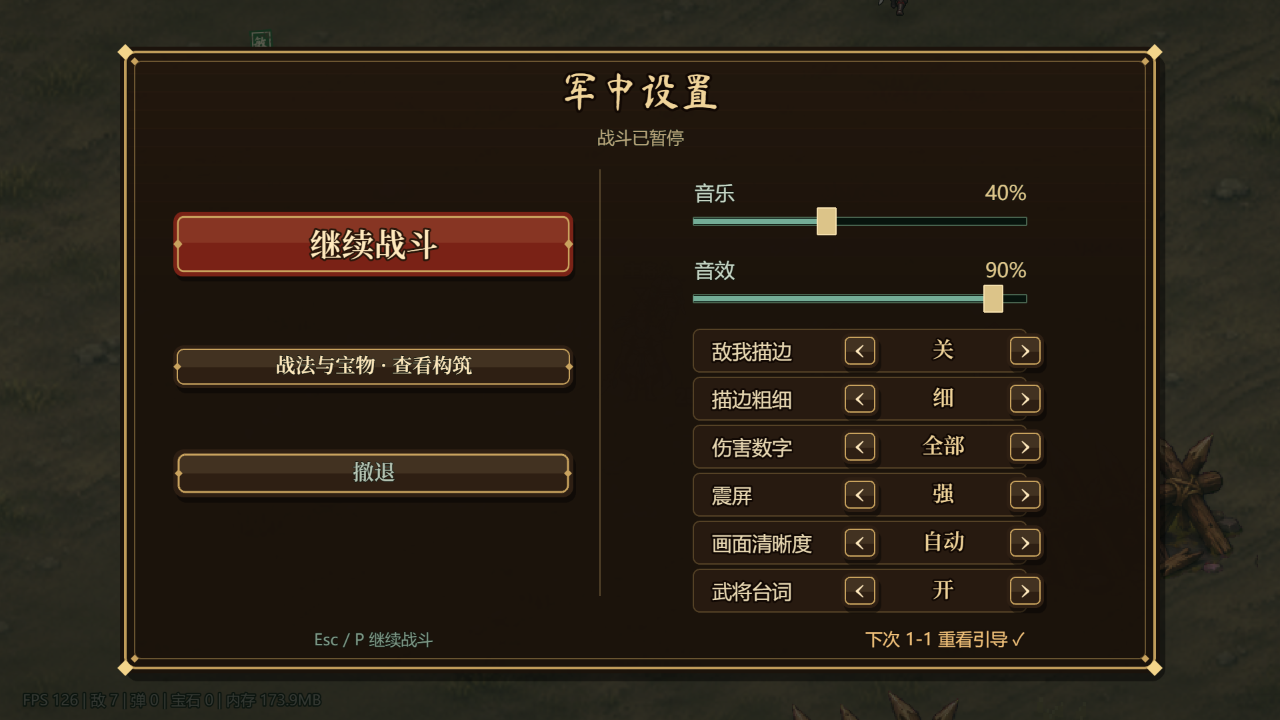 军中设置
战斗已暂停
继续战斗
战法与宝物 · 查看构筑
撤退
Esc / P 继续战斗
音乐 40%
音效 90%
敌我描边 < 关 >
描边粗细 < 细 >
伤害数字 < 全部 >
震屏 < 强 >
画面清晰度 < 自动 >
武将台词 < 开 >
下次 1-1 重看引导 ✓
FPS 126 | 敌 7 | 弹 0 | 宝石 0 | 内存 173.9MB